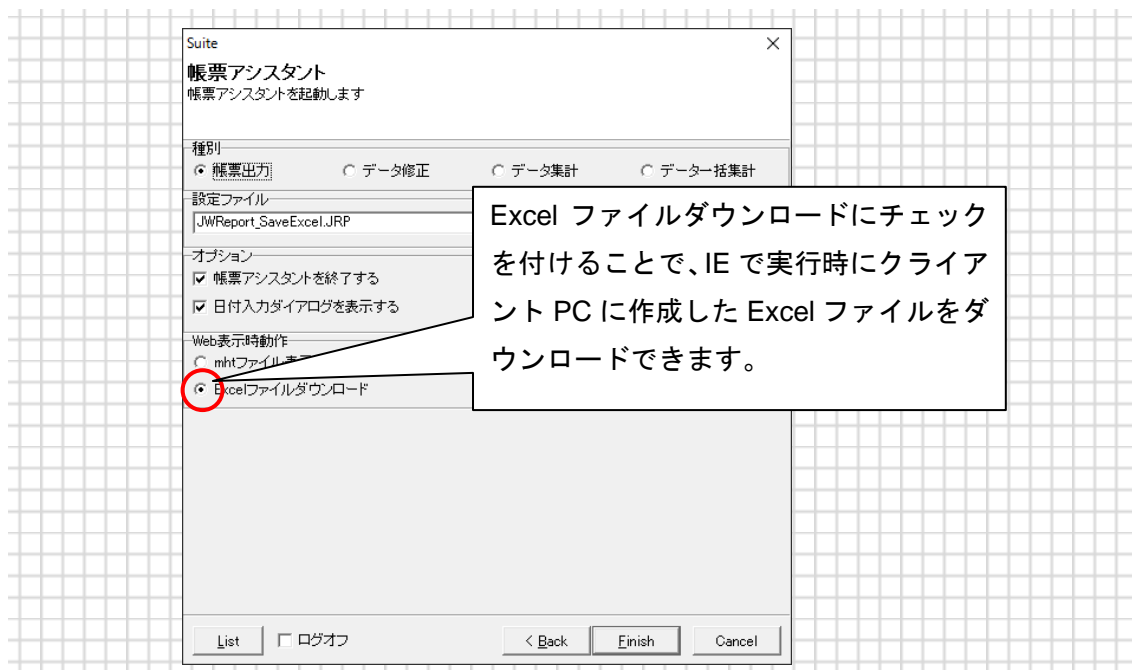 Suite
帳票アシスタント
帳票アシスタントを起動します
種別
帳票出力 データ修正 データ集計 データ一括集計
設定ファイル
JWReport_SaveExcel.JRP
オプション
帳票アシスタントを終了する
日付入力ダイアログを表示する
Web表示時動作
mhtファイル表示
Excelファイルダウンロード
Excel ファイルダウンロードにチェック
を付けることで、IE で実行時にクライア
ント PC に作成した Excel ファイルをダ
ウンロードできます。
List ログオフ < Back Finish Cancel